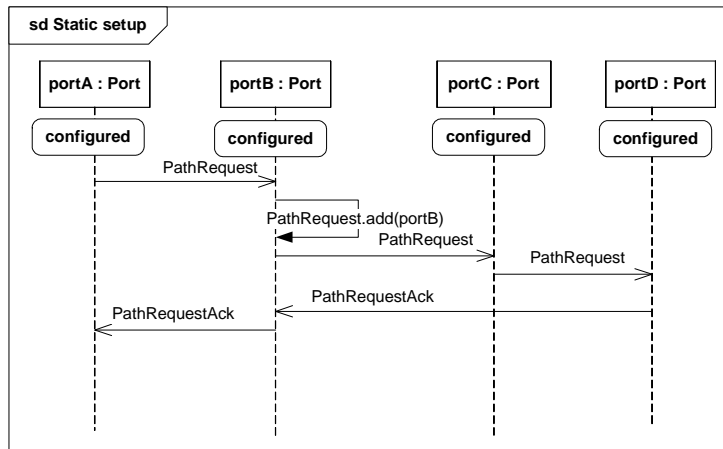 sd Static setup
portA : Port
portB : Port
portC : Port
portD : Port
configured
configured
configured
configured
PathRequest
PathRequest.add(portB)
PathRequest
PathRequest
PathRequestAck
PathRequestAck